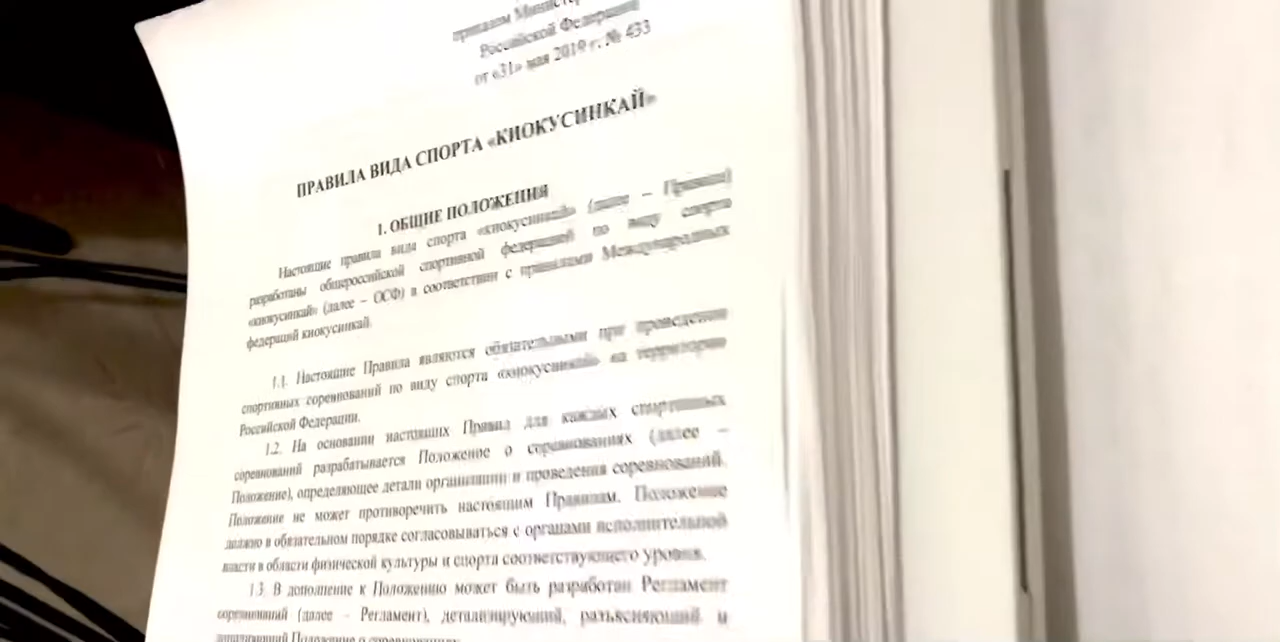 приказом
Российской Федерации
от «31» мая 2019 г. № 433
ПРАВИЛА ВИДА СПОРТА «КИОКУСИНКАЙ»
1. ОБЩИЕ ПОЛОЖЕНИЯ
Настоящие правила вида спорта «киокусинкай» (далее – Правила)
разработаны общероссийской спортивной федерацией по виду спорта
«киокусинкай» (далее – ОСФ) в соответствии с правилами Международных
федераций киокусинкай.
1.1. Настоящие Правила являются обязательными при проведении
спортивных соревнований по виду спорта «киокусинкай» на территории
Российской Федерации.
1.2. На основании настоящих Правил для каждых спортивных
соревнований разрабатывается Положение о соревнованиях (далее –
Положение), определяющее детали организации и проведения соревнований.
Положение не может противоречить настоящим Правилам. Положение
должно в обязательном порядке согласовываться с органами исполнительной
власти в области физической культуры и спорта соответствующего уровня.
1.3. В дополнение к Положению может быть разработан Регламент
соревнований (далее – Регламент), детализирующий, разъясняющий и
Положение о